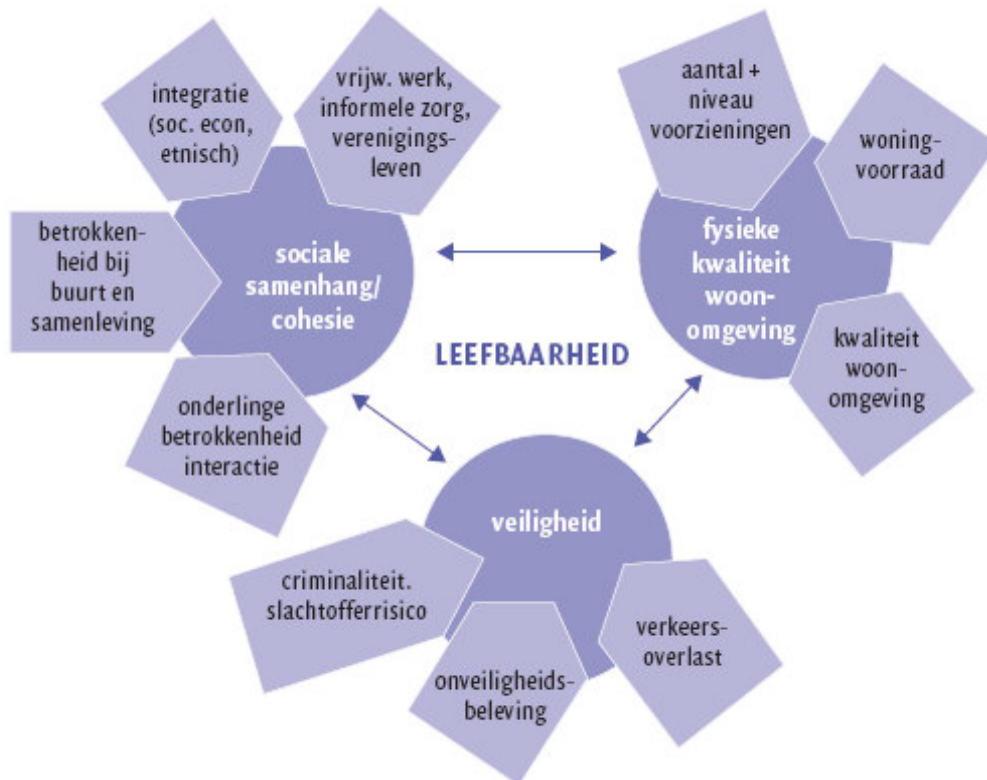 integratie
(soc. econ,
etnisch)
vrijw. werk,
informele zorg,
verenigings-
leven
aantal +
niveau
voorzieningen
woning-
voorraad
betrokken-
heid bij
buurt en
samenleving
sociale
samenhang/
cohesie
fysieke
kwaliteit
woon-
omgeving
LEEFBAARHEID
kwaliteit
woon-
omgeving
onderlinge
betrokkenheid
interactie
veiligheid
criminaliteit.
slachtofferrisico
onveiligheids-
beleving
verkeers-
overlast